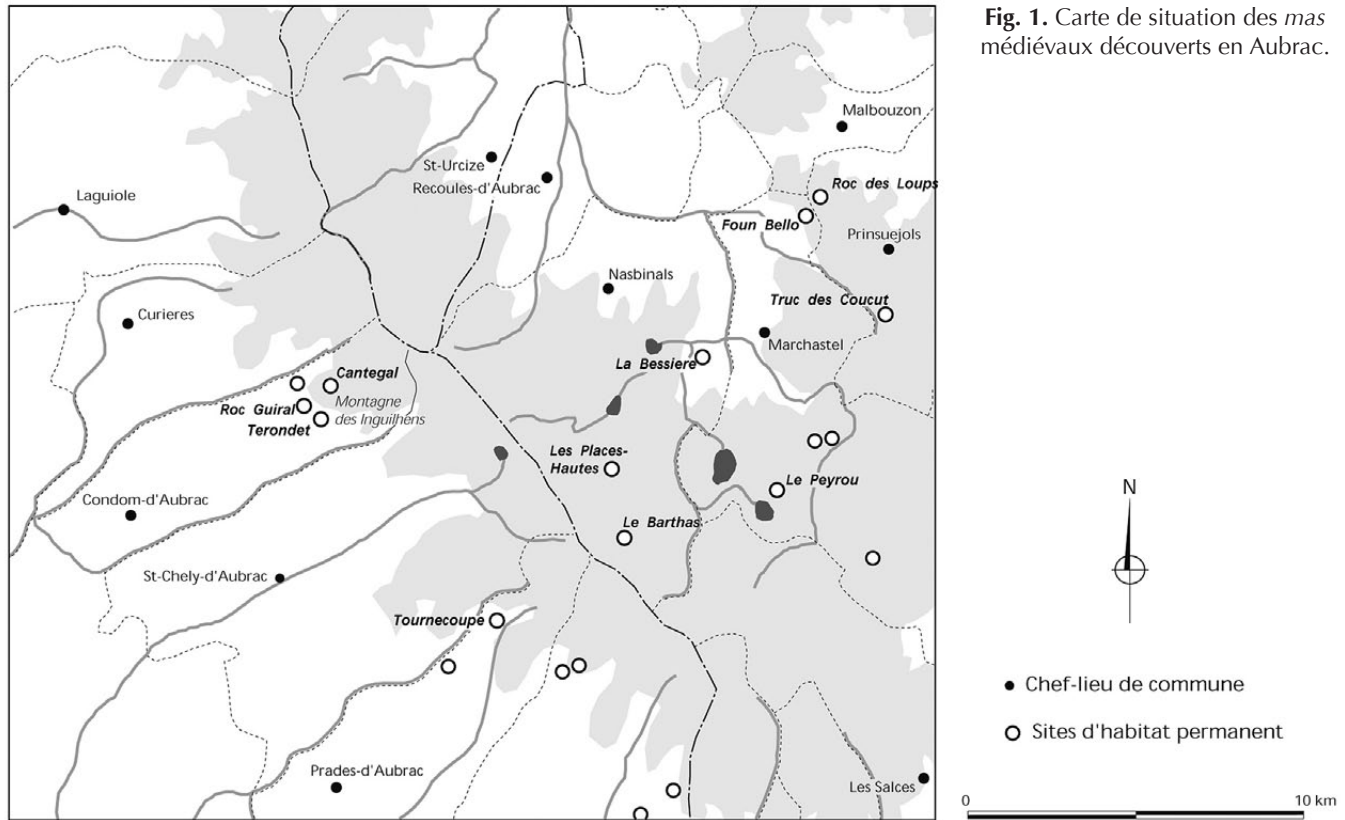 Fig. 1. Carte de situation des mas
médiévaux découverts en Aubrac.
Malbouzon
St-Urcize
Recoules-d'Aubrac
Roc des Loups
Laguiole
Foun Bello
Prinsuejols
Nasbinals
Truc des Coucut
Curieres
Marchastel
La Bessiere
Cantegal
Roc Guiral
Montagne
des Inguilhens
Terondet
Les Places-
Hautes
Le Peyrou
Condom-d'Aubrac
Le Barthas
St-Chely-d'Aubrac
Tournecoupe
Prades-d'Aubrac
Les Salces
N
Chef-lieu de commune
Sites d'habitat permanent
0
10 km